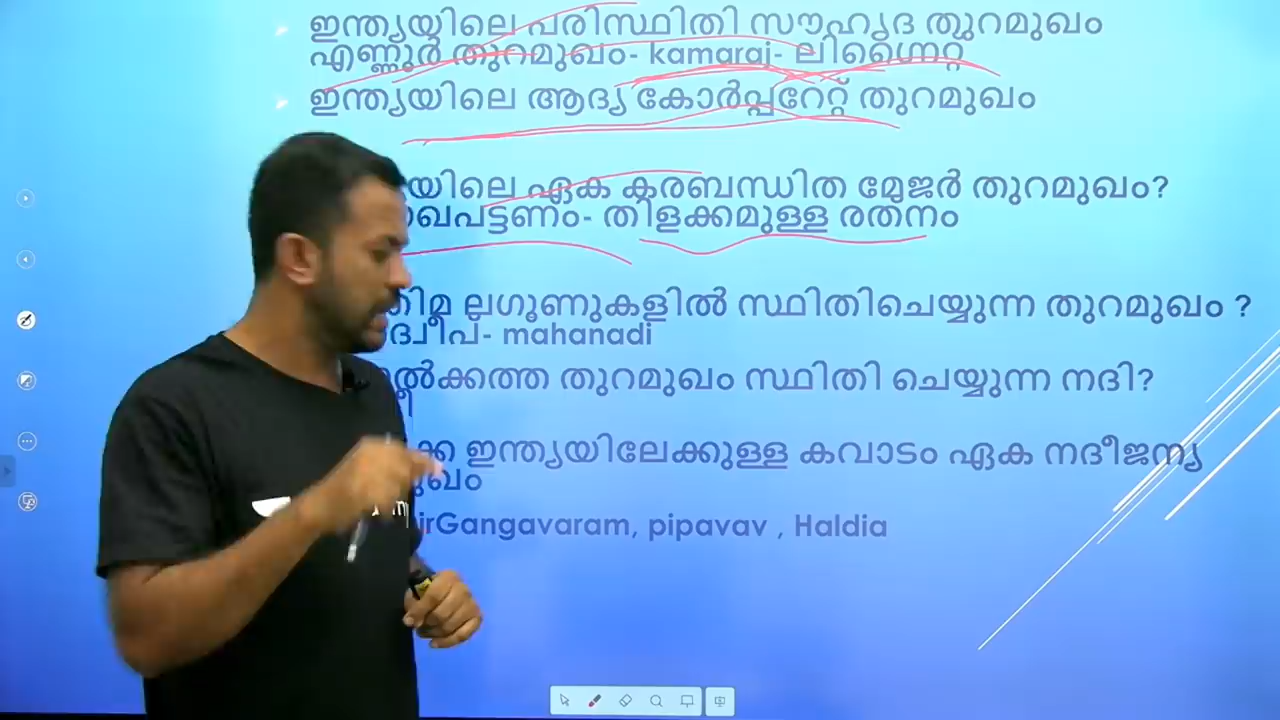 ഇന്ത്യയിലെ പരിസ്ഥിതി സൗഹൃദ തുറമുഖം
എണ്ണൂർ തുറമുഖം- kamaraj- ലിഗ്നൈറ്റ്
ഇന്ത്യയിലെ ആദ്യ കോർപ്പറേറ്റ് തുറമുഖം
യിലെ ഏക കരബന്ധിത മേജർ തുറമുഖം?
ഖപട്ടണം- തിളക്കമുള്ള രത്നം
തിമ ലഗൂണുകളിൽ സ്ഥിതിചെയ്യുന്ന തുറമുഖം ?
ദ്വീപ്- mahanadi
ൽക്കത്ത തുറമുഖം സ്ഥിതി ചെയ്യുന്ന നദി?
ക്ക ഇന്ത്യയിലേക്കുള്ള കവാടം ഏക നദീജന്യ
മുഖം
irGangavaram, pipavav , Haldia